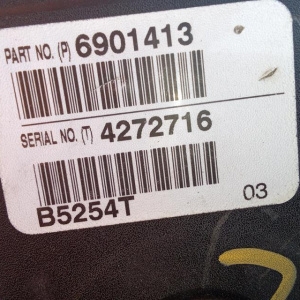 PART NO. (P) 6901413
SERIAL NO. (T) 4272716
B5254T 03